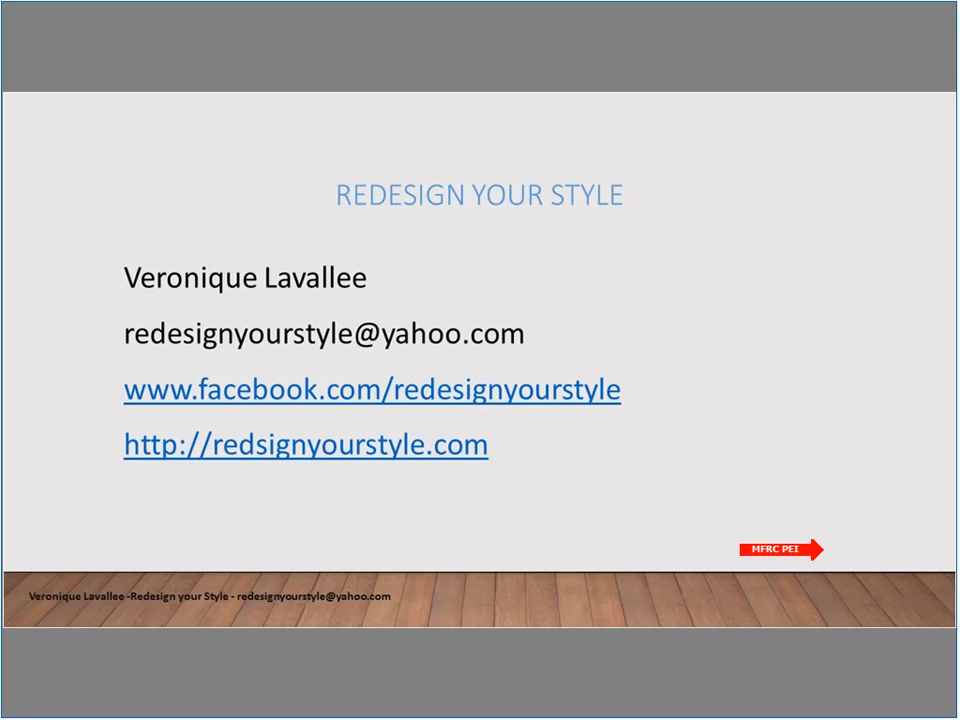 REDESIGN YOUR STYLE
Veronique Lavallee
redesignyourstyle@yahoo.com
www.facebook.com/redesignyourstyle
http://redsignyourstyle.com
MFRC PEI
Veronique Lavallee -Redesign your Style - redesignyourstyle@yahoo.com